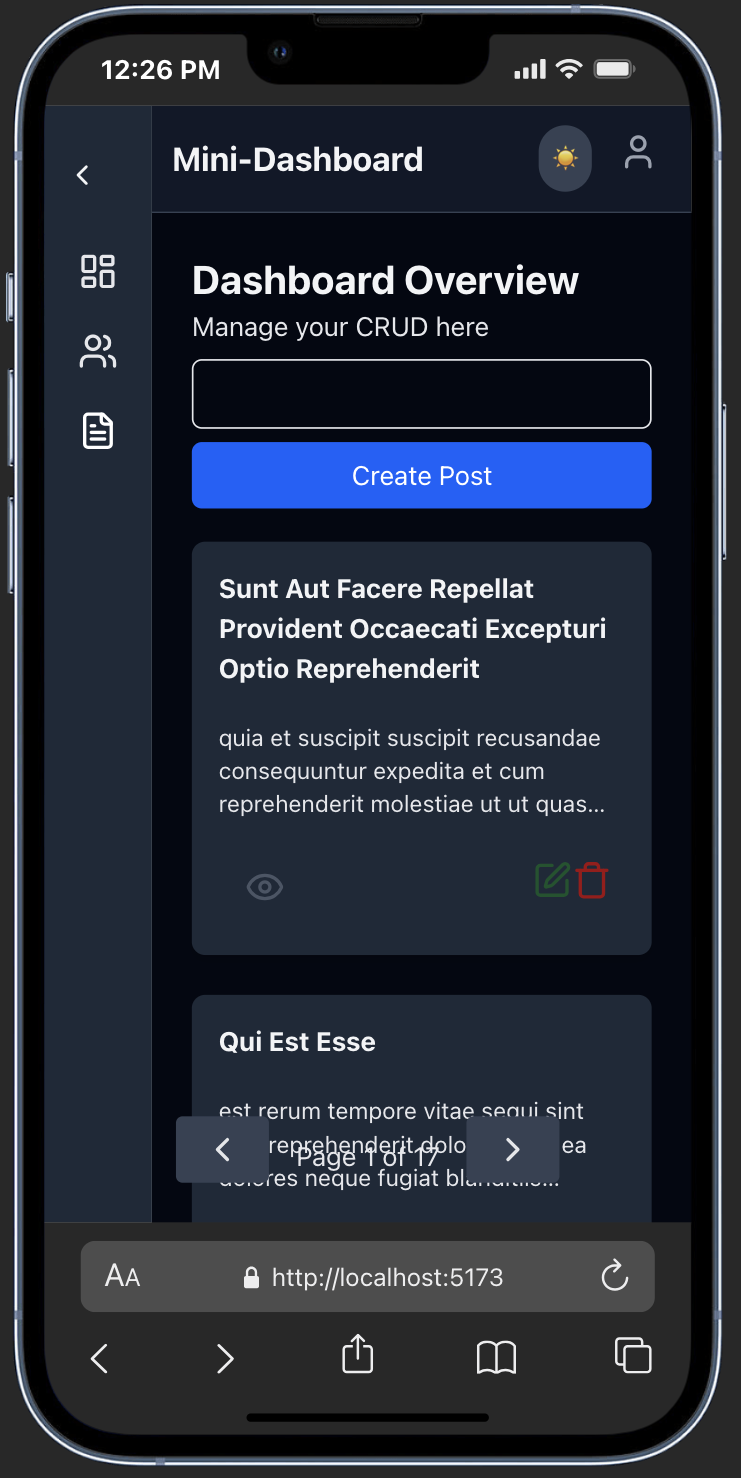 12:26 PM
Mini-Dashboard
Dashboard Overview
Manage your CRUD here
Create Post
Sunt Aut Facere Repellat
Provident Occaecati Excepturi
Optio Reprehenderit
quia et suscipit suscipit recusandae
consequuntur expedita et cum
reprehenderit molestiae ut ut quas...
Qui Est Esse
est rerum tempore vitae sequi sint
reprehenderit ea
Page 1 of 17
dolores neque fugiat blanditiis...
AA
http://localhost:5173